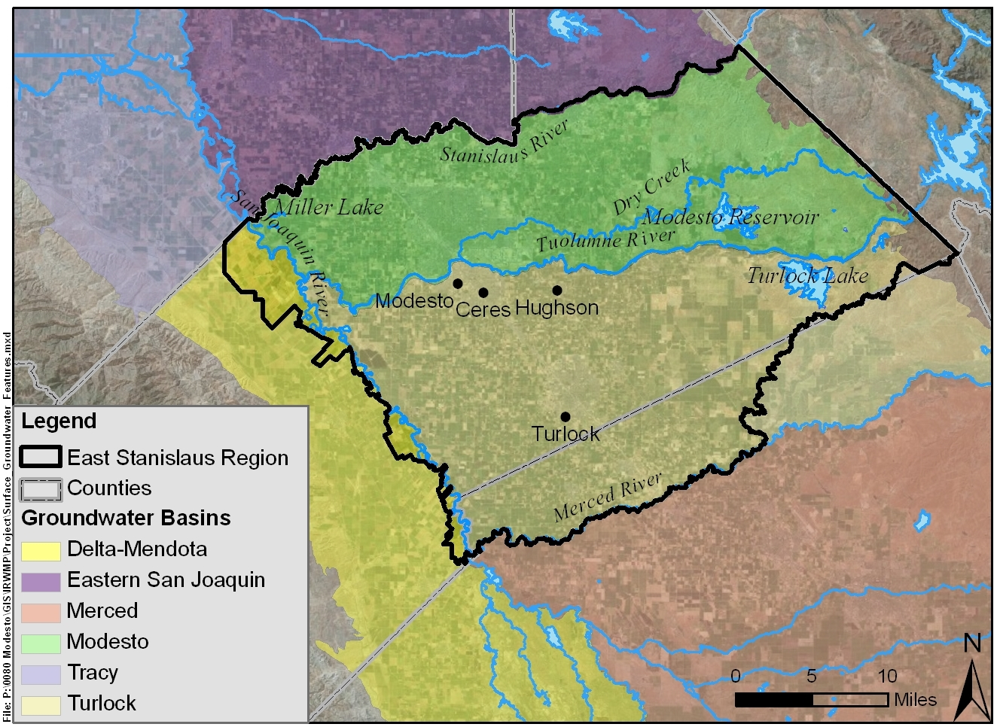 Stanislaus River
Dry Creek
San Joaquin River
Miller Lake
Modesto Reservoir
Tuolumne River
Turlock Lake
Modesto
Ceres
Hughson
Turlock
Merced River
Legend
East Stanislaus Region
Counties
Groundwater Basins
Delta-Mendota
Eastern San Joaquin
Merced
Modesto
Tracy
Turlock
N
0 5 10
Miles
File: P:\0080 Modesto\GIS\IRWMP\Project\Surface_Groundwater_Features.mxd